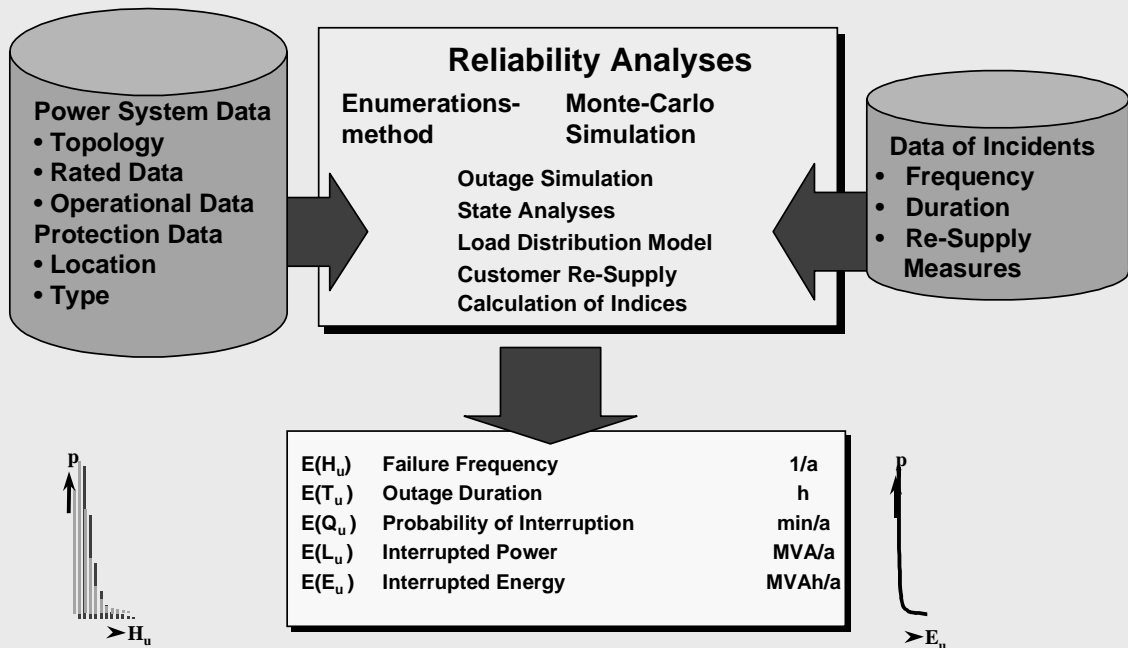 Reliability Analyses
Enumerations- Monte-Carlo
method Simulation
Outage Simulation
State Analyses
Load Distribution Model
Customer Re-Supply
Calculation of Indices
Power System Data
• Topology
• Rated Data
• Operational Data
Protection Data
• Location
• Type
Data of Incidents
• Frequency
• Duration
• Re-Supply
Measures
E(Hu) Failure Frequency 1/a
E(Tu) Outage Duration h
E(Qu) Probability of Interruption min/a
E(Lu) Interrupted Power MVA/a
E(Eu) Interrupted Energy MVAh/a
p
Hu
p
Eu